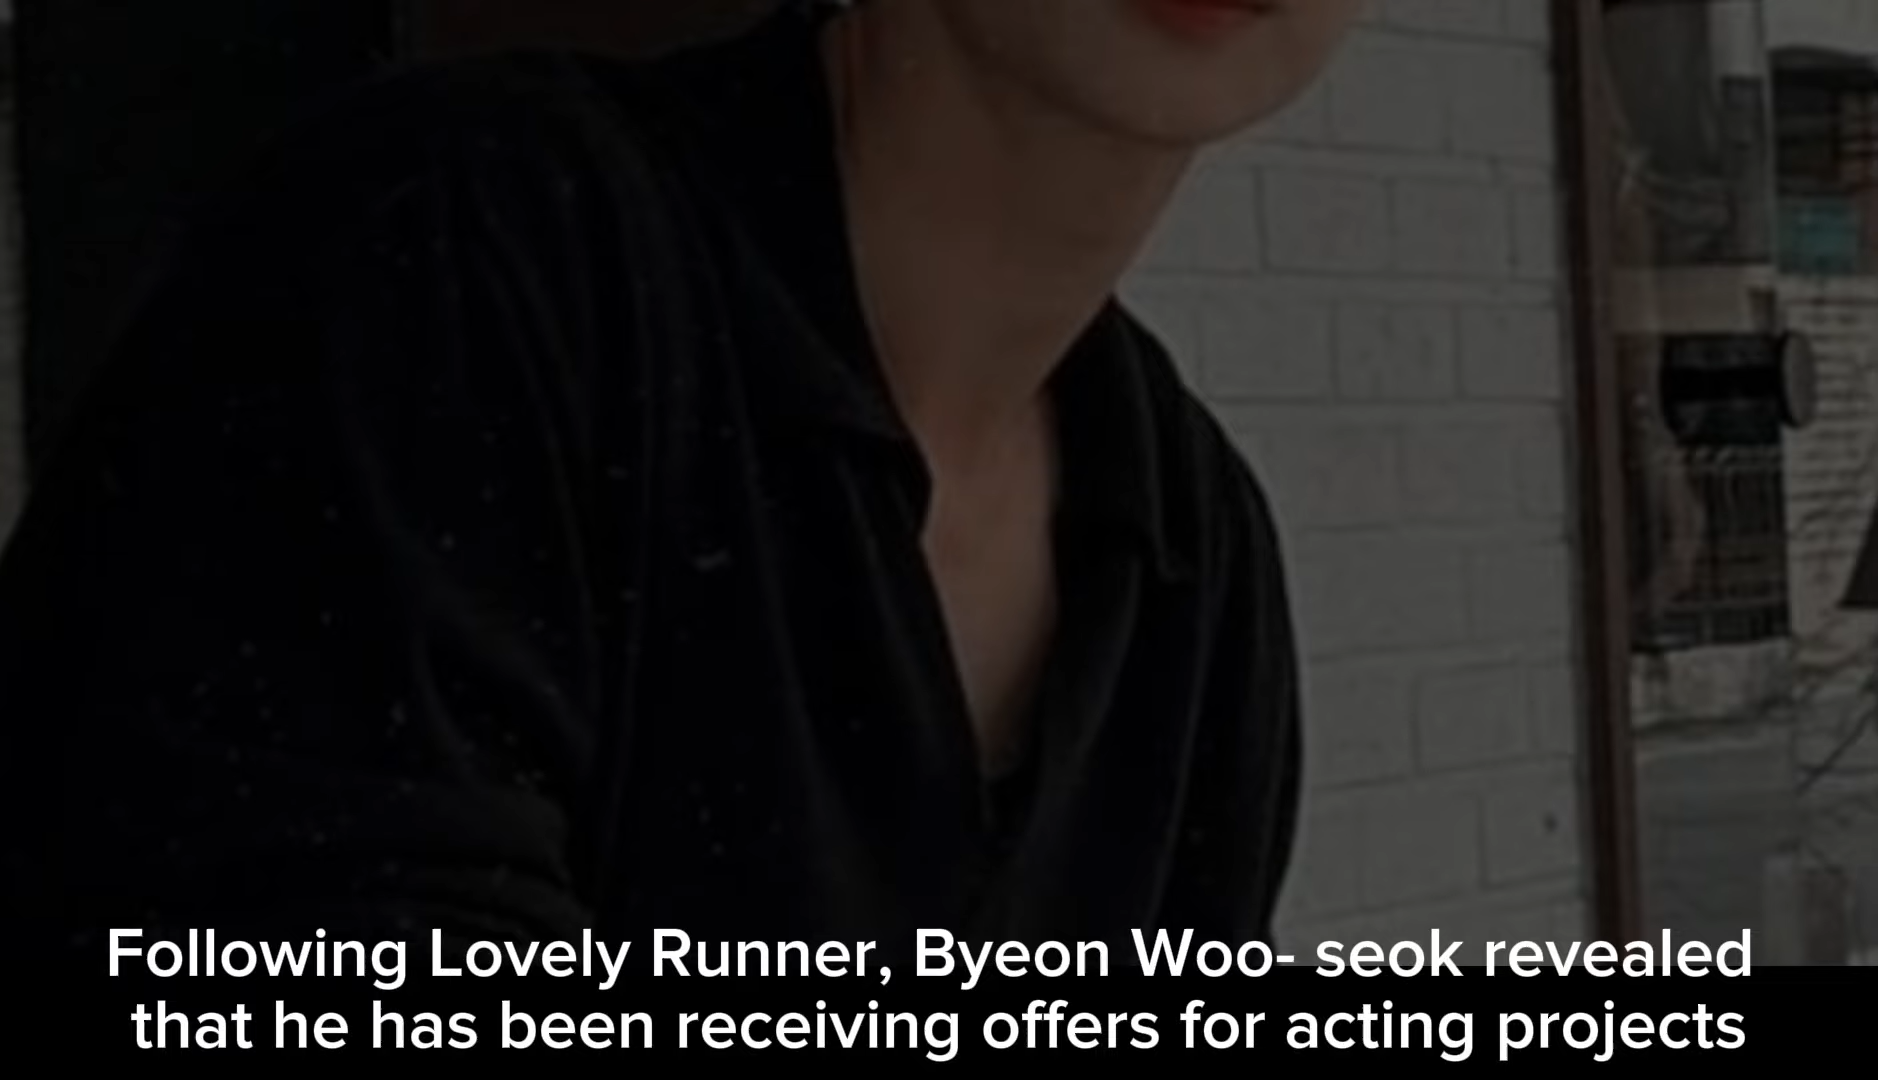 Following Lovely Runner, Byeon Woo- seok revealed
that he has been receiving offers for acting projects